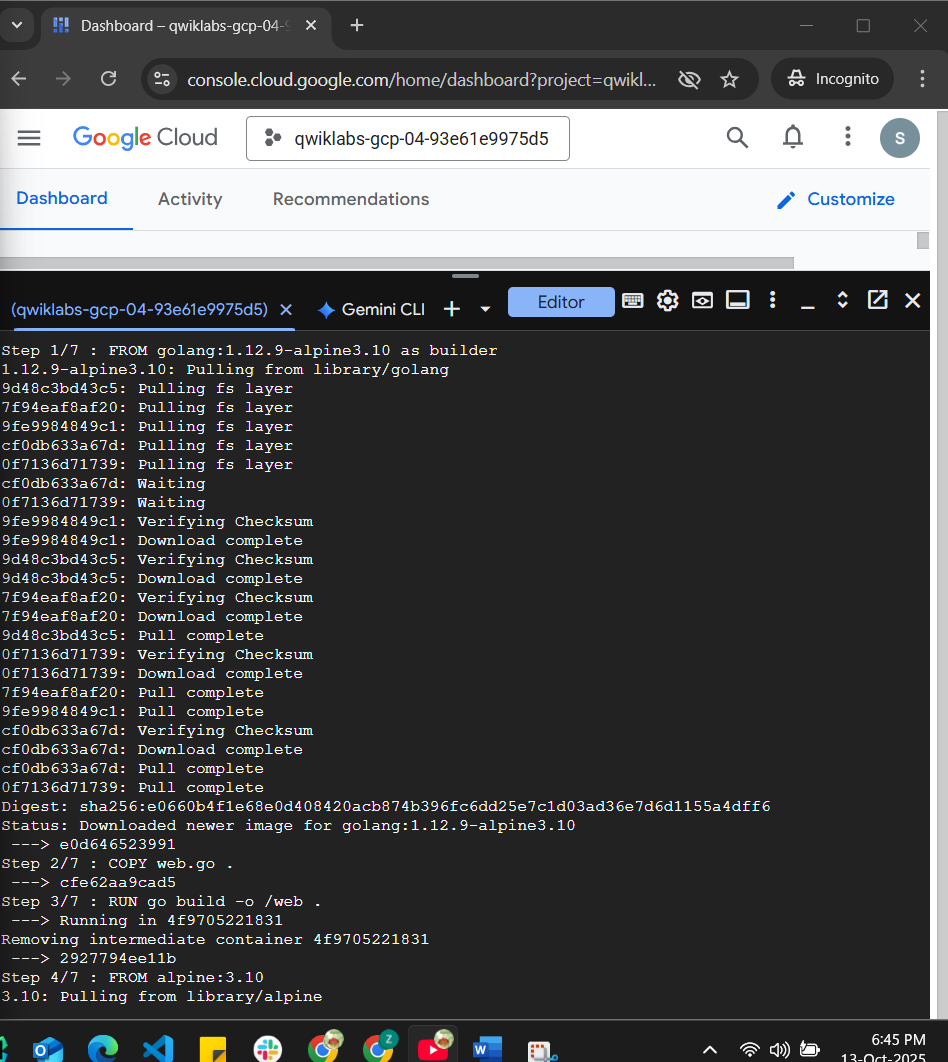 Dashboard – qwiklabs-gcp-04-9
console.cloud.google.com/home/dashboard?project=qwikl...
Incognito
Google Cloud
qwiklabs-gcp-04-93e61e9975d5
S
Dashboard
Activity
Recommendations
Customize
(qwiklabs-gcp-04-93e61e9975d5)
Gemini CLI
Editor
Step 1/7 : FROM golang:1.12.9-alpine3.10 as builder
1.12.9-alpine3.10: Pulling from library/golang
9d48c3bd43c5: Pulling fs layer
7f94eaf8af20: Pulling fs layer
9fe9984849c1: Pulling fs layer
cf0db633a67d: Pulling fs layer
0f7136d71739: Pulling fs layer
cf0db633a67d: Waiting
0f7136d71739: Waiting
9fe9984849c1: Verifying Checksum
9fe9984849c1: Download complete
9d48c3bd43c5: Verifying Checksum
9d48c3bd43c5: Download complete
7f94eaf8af20: Verifying Checksum
7f94eaf8af20: Download complete
9d48c3bd43c5: Pull complete
0f7136d71739: Verifying Checksum
0f7136d71739: Download complete
7f94eaf8af20: Pull complete
9fe9984849c1: Pull complete
cf0db633a67d: Verifying Checksum
cf0db633a67d: Download complete
cf0db633a67d: Pull complete
0f7136d71739: Pull complete
Digest: sha256:e0660b4f1e68e0d408420acb874b396fc6dd25e7c1d03ad36e7d6d1155a4dff6
Status: Downloaded newer image for golang:1.12.9-alpine3.10
---> e0d646523991
Step 2/7 : COPY web.go .
---> cfe62aa9cad5
Step 3/7 : RUN go build -o /web .
---> Running in 4f9705221831
Removing intermediate container 4f9705221831
---> 2927794ee11b
Step 4/7 : FROM alpine:3.10
3.10: Pulling from library/alpine
6:45 PM
13-Oct-2025